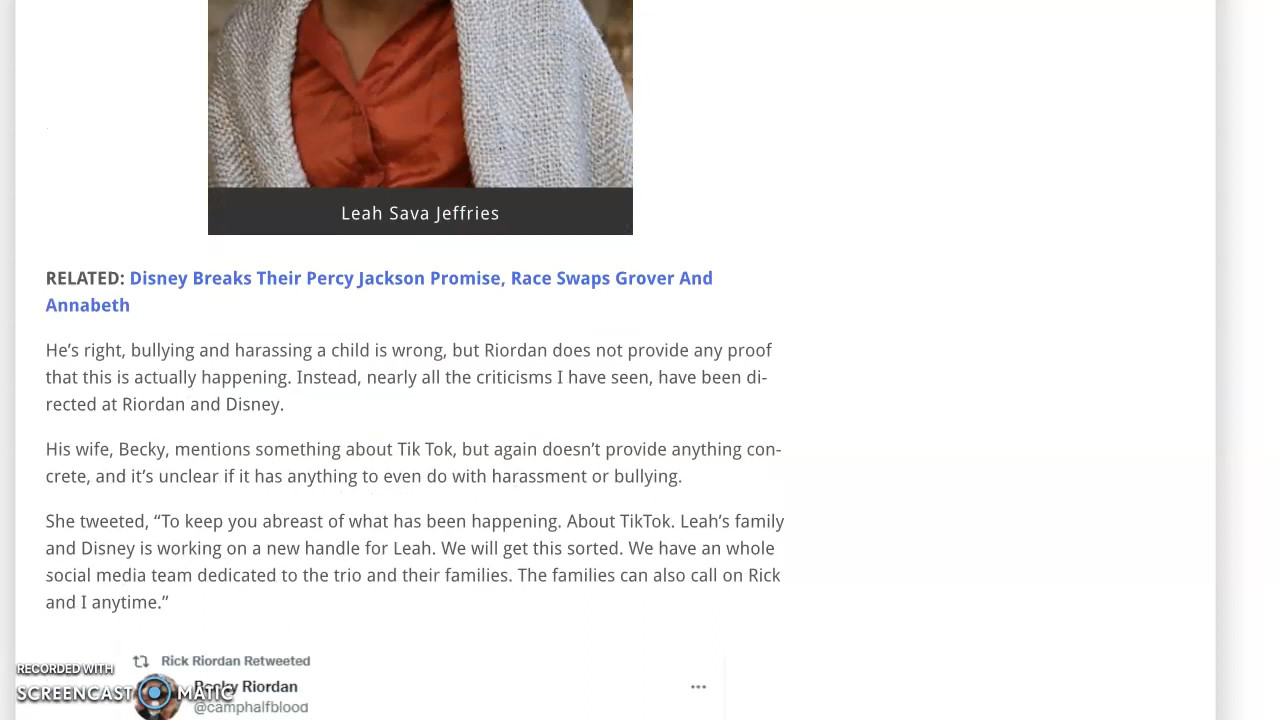 Leah Sava Jeffries
RELATED: Disney Breaks Their Percy Jackson Promise, Race Swaps Grover And
Annabeth
He’s right, bullying and harassing a child is wrong, but Riordan does not provide any proof
that this is actually happening. Instead, nearly all the criticisms I have seen, have been di-
rected at Riordan and Disney.
His wife, Becky, mentions something about Tik Tok, but again doesn’t provide anything con-
crete, and it’s unclear if it has anything to even do with harassment or bullying.
She tweeted, “To keep you abreast of what has been happening. About TikTok. Leah’s family
and Disney is working on a new handle for Leah. We will get this sorted. We have an whole
social media team dedicated to the trio and their families. The families can also call on Rick
and I anytime.”
Rick Riordan Retweeted
Becky Riordan
@camphalfblood
RECORDED WITH
SCREENCAST MATIC